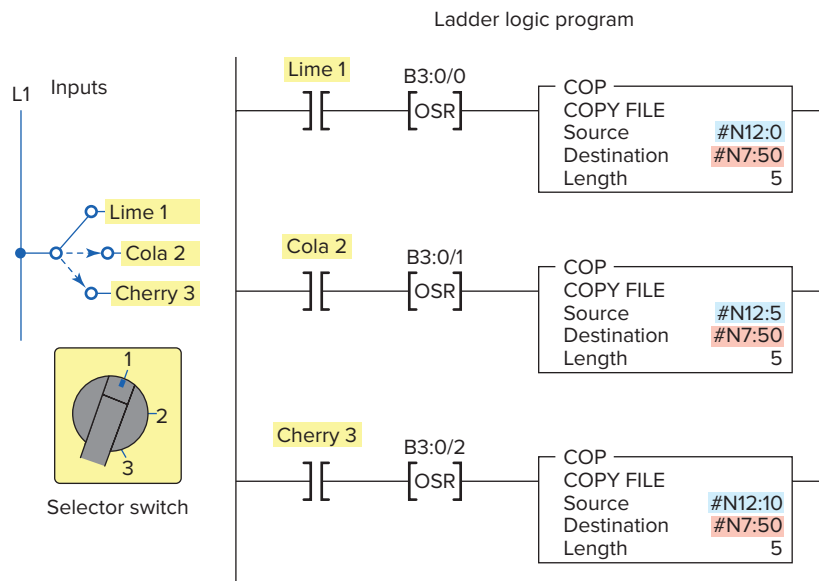 Ladder logic program
Inputs
L1
Lime 1
Cola 2
Cherry 3
1
2
3
Selector switch
Lime 1
B3:0/0
OSR
COP
COPY FILE
Source #N12:0
Destination #N7:50
Length 5
Cola 2
B3:0/1
OSR
COP
COPY FILE
Source #N12:5
Destination #N7:50
Length 5
Cherry 3
B3:0/2
OSR
COP
COPY FILE
Source #N12:10
Destination #N7:50
Length 5